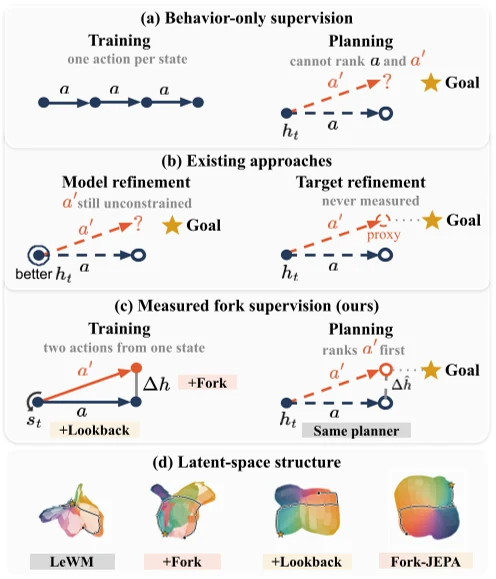 (a) Behavior-only supervision
Training
one action per state
a a a
Planning
cannot rank a and a′
a′ ? Goal
a
h_t
(b) Existing approaches
Model refinement
a′ still unconstrained
a′ ? Goal
a
better h_t
Target refinement
never measured
a′ Goal
proxy
a
h_t
(c) Measured fork supervision (ours)
Training
two actions from one state
a′
Δh +Fork
a
s_t
+Lookback
Planning
ranks a′ first
a′ Goal
Δĥ
a
h_t
Same planner
(d) Latent-space structure
LeWM +Fork +Lookback Fork-JEPA